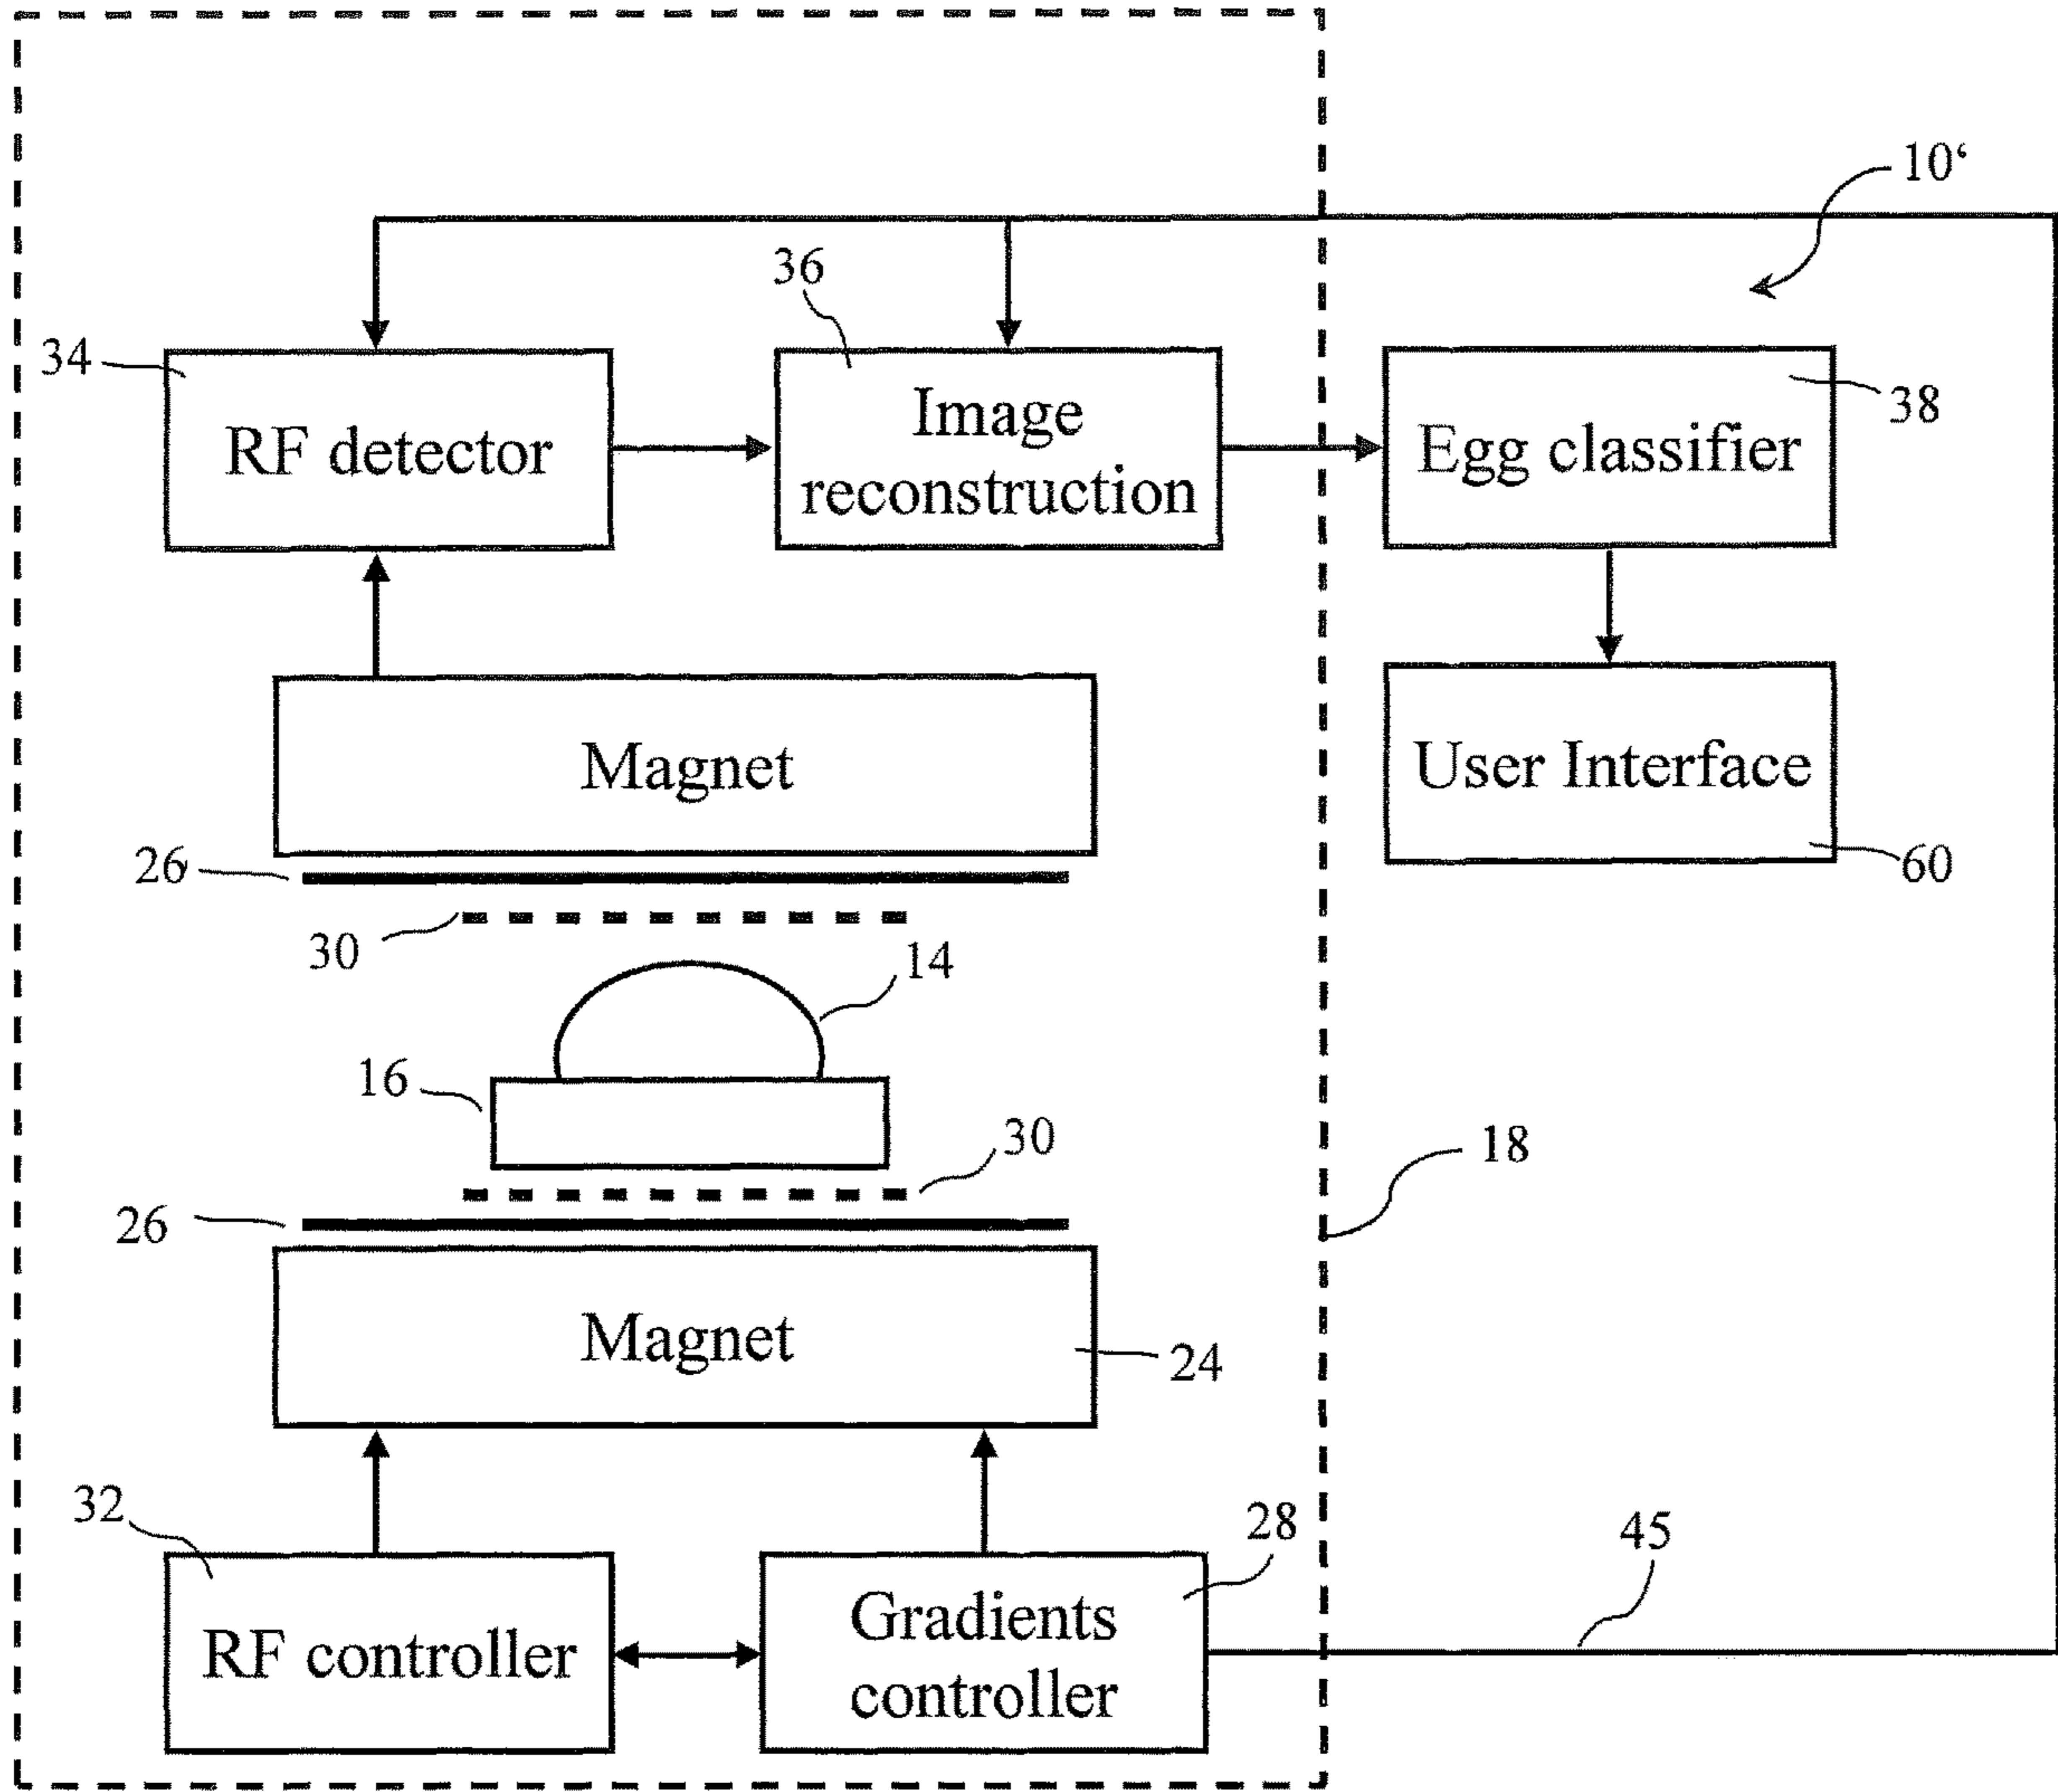 10‘
36
34
Image
reconstruction
38
RF detector
Egg classifier
Magnet
User Interface
26
60
30
14
16
30
18
26
Magnet
24
32
28
45
RF controller
Gradients
controller